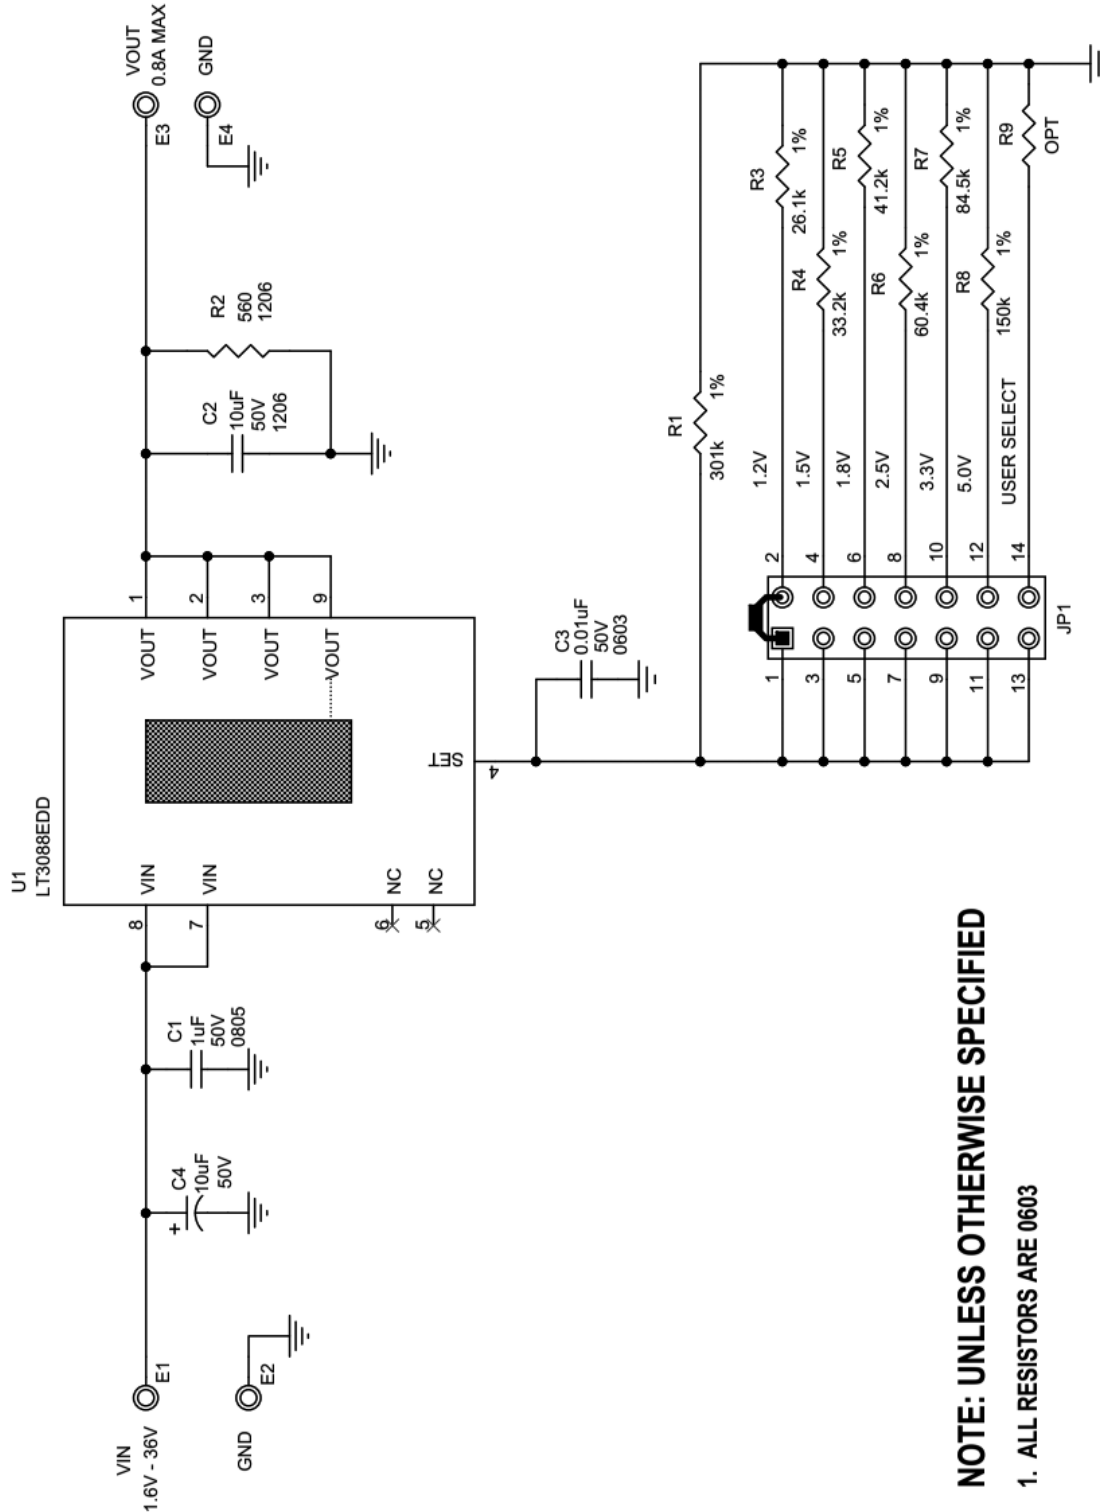 U1
LT3088EDD
VIN
1.6V - 36V
E1
GND
E2
+
C4
10uF
50V
C1
1uF
50V
0805
8
VIN
7
VIN
6
NC
5
NC
VOUT
1
VOUT
2
VOUT
3
VOUT
9
SET
4
C2
10uF
50V
1206
R2
560
1206
VOUT
0.8A MAX
E3
GND
E4
C3
0.01uF
50V
0603
R1
301k
1%
1
2
1.2V
R3
26.1k
1%
3
4
1.5V
R4
33.2k
1%
5
6
1.8V
R5
41.2k
1%
7
8
2.5V
R6
60.4k
1%
9
10
3.3V
R7
84.5k
1%
11
12
5.0V
R8
150k
1%
13
14
USER SELECT
R9
OPT
JP1
NOTE: UNLESS OTHERWISE SPECIFIED
1. ALL RESISTORS ARE 0603